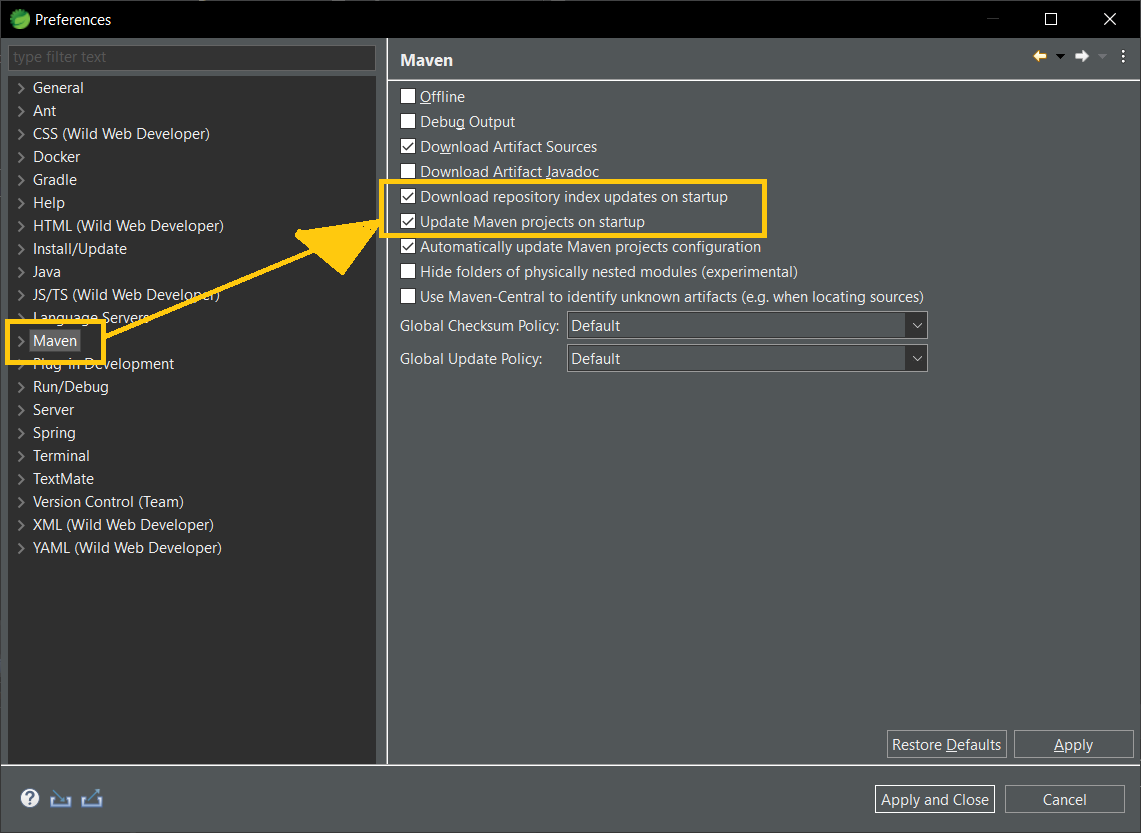 Preferences
type filter text
General
Ant
CSS (Wild Web Developer)
Docker
Gradle
Help
HTML (Wild Web Developer)
Install/Update
Java
JS/TS (Wild Web Developer)
Language Servers
Maven
Plug-in Development
Run/Debug
Server
Spring
Terminal
TextMate
Version Control (Team)
XML (Wild Web Developer)
YAML (Wild Web Developer)
Maven
Offline
Debug Output
Download Artifact Sources
Download Artifact Javadoc
Download repository index updates on startup
Update Maven projects on startup
Automatically update Maven projects configuration
Hide folders of physically nested modules (experimental)
Use Maven-Central to identify unknown artifacts (e.g. when locating sources)
Global Checksum Policy: Default
Global Update Policy: Default
Restore Defaults Apply
Apply and Close Cancel